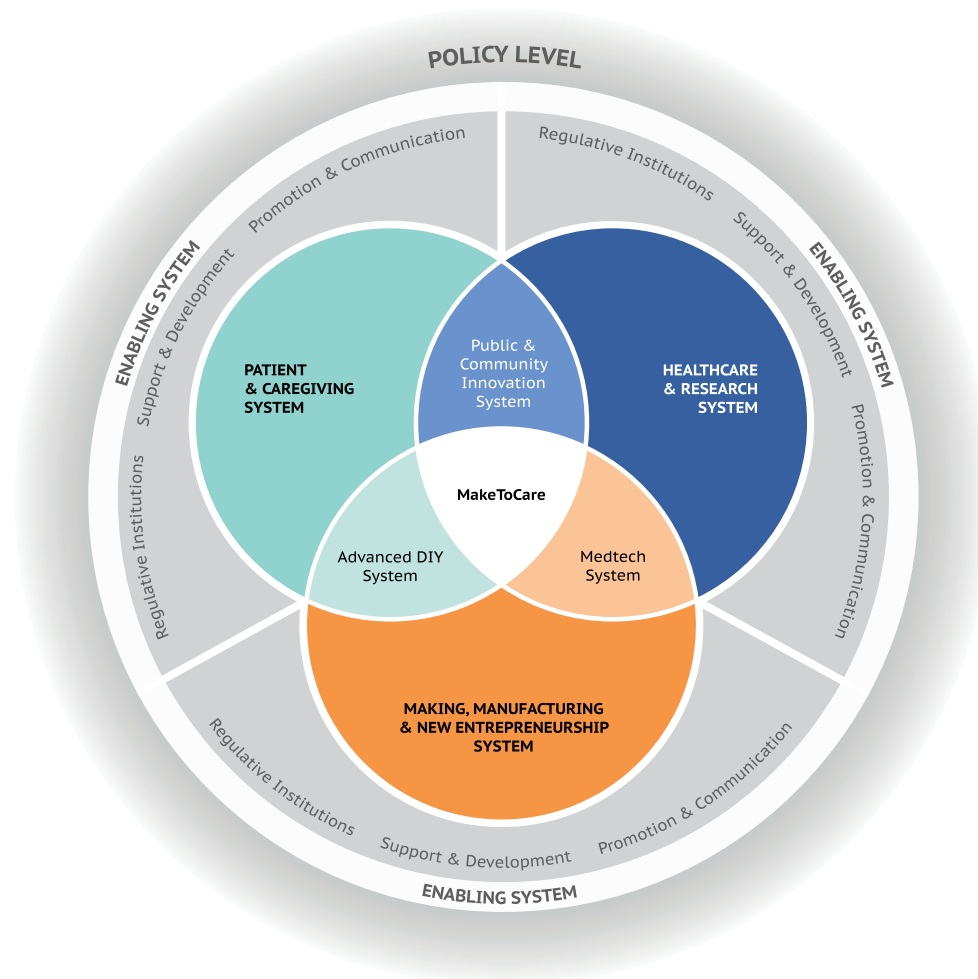 POLICY LEVEL
ENABLING SYSTEM
Regulative Institutions
Support & Development
Promotion & Communication
ENABLING SYSTEM
Regulative Institutions
Support & Development
Promotion & Communication
PATIENT
& CAREGIVING
SYSTEM
Public &
Community
Innovation
System
HEALTHCARE
& RESEARCH
SYSTEM
MakeToCare
Advanced DIY
System
Medtech
System
MAKING, MANUFACTURING
& NEW ENTREPRENEURSHIP
SYSTEM
Regulative Institutions
Support & Development
Promotion & Communication
ENABLING SYSTEM